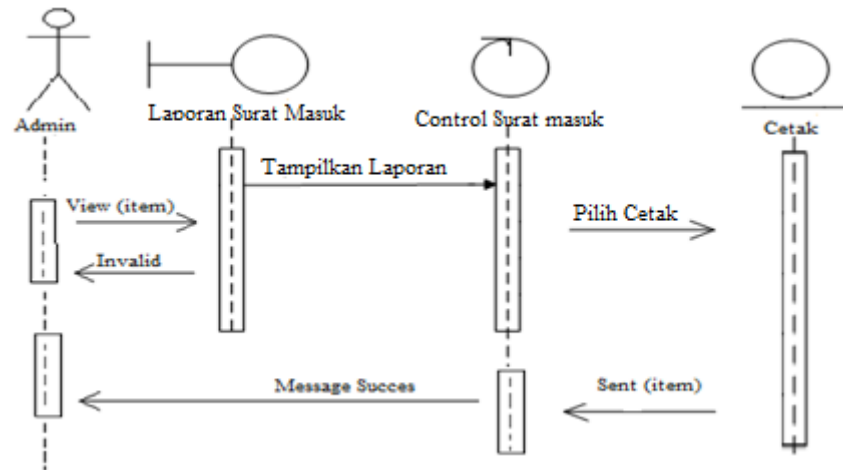 Admin
Laporan Surat Masuk
Control Surat masuk
Cetak
Tampilkan Laporan
View (item)
Pilih Cetak
Invalid
Message Succes
Sent (item)